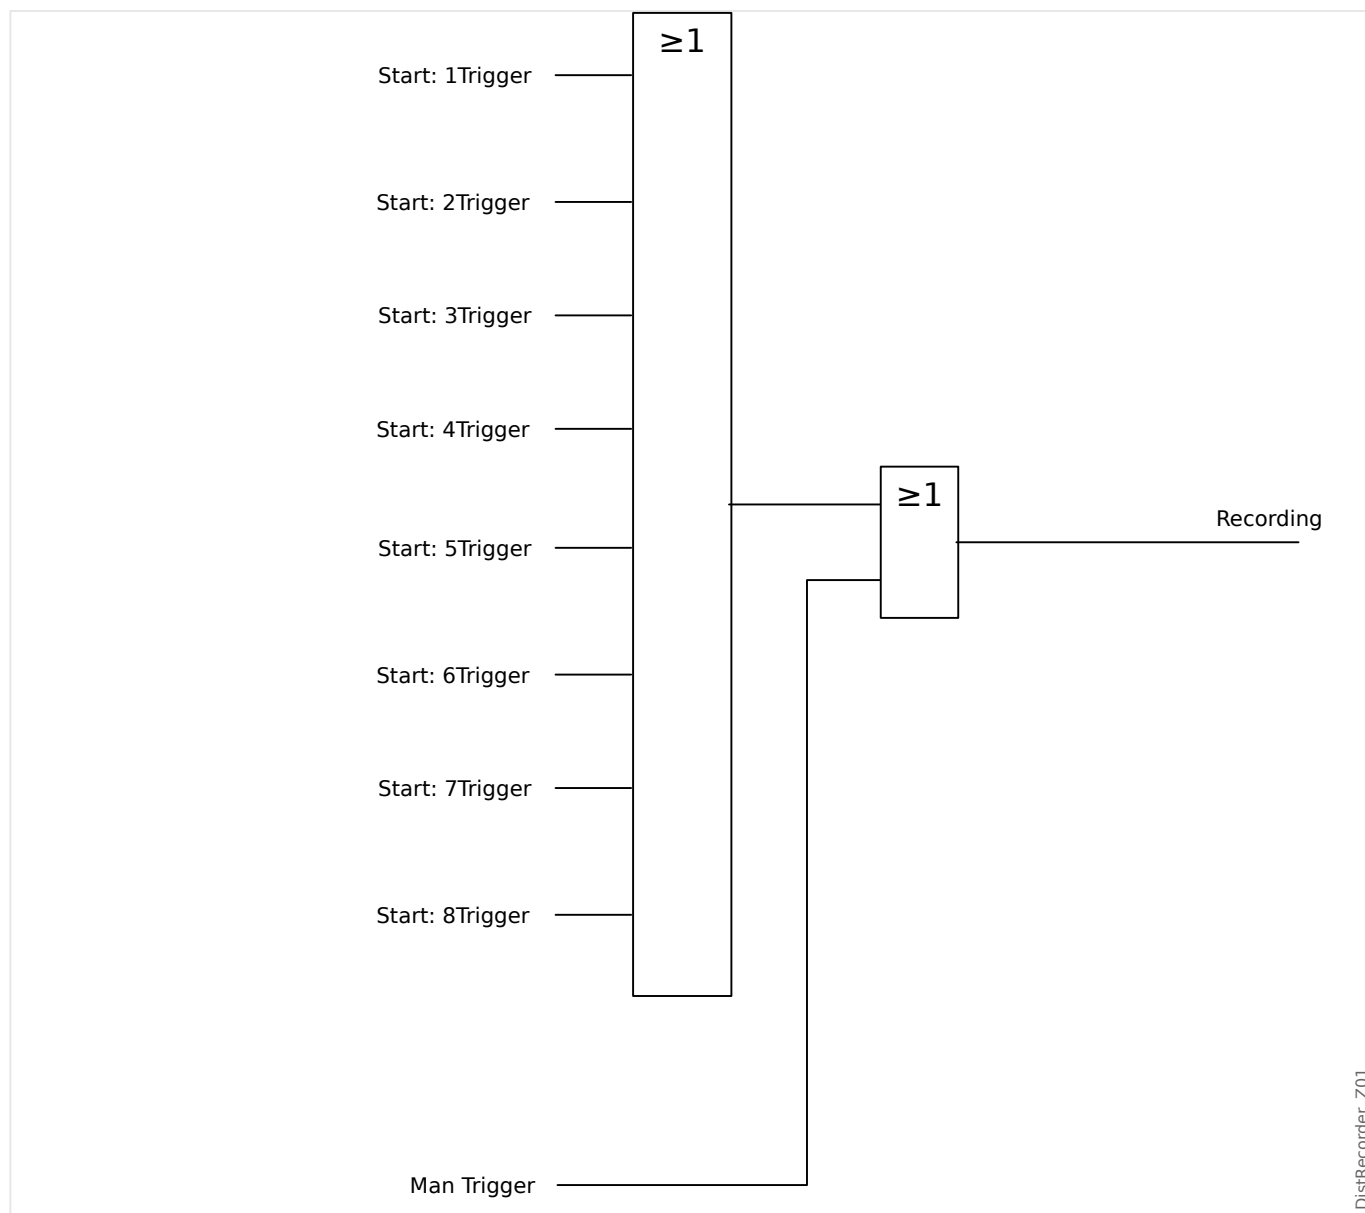 ≥1
Start: 1Trigger
Start: 2Trigger
Start: 3Trigger
Start: 4Trigger
≥1
Recording
Start: 5Trigger
Start: 6Trigger
Start: 7Trigger
Start: 8Trigger
Man Trigger
DistRecorder_Z01